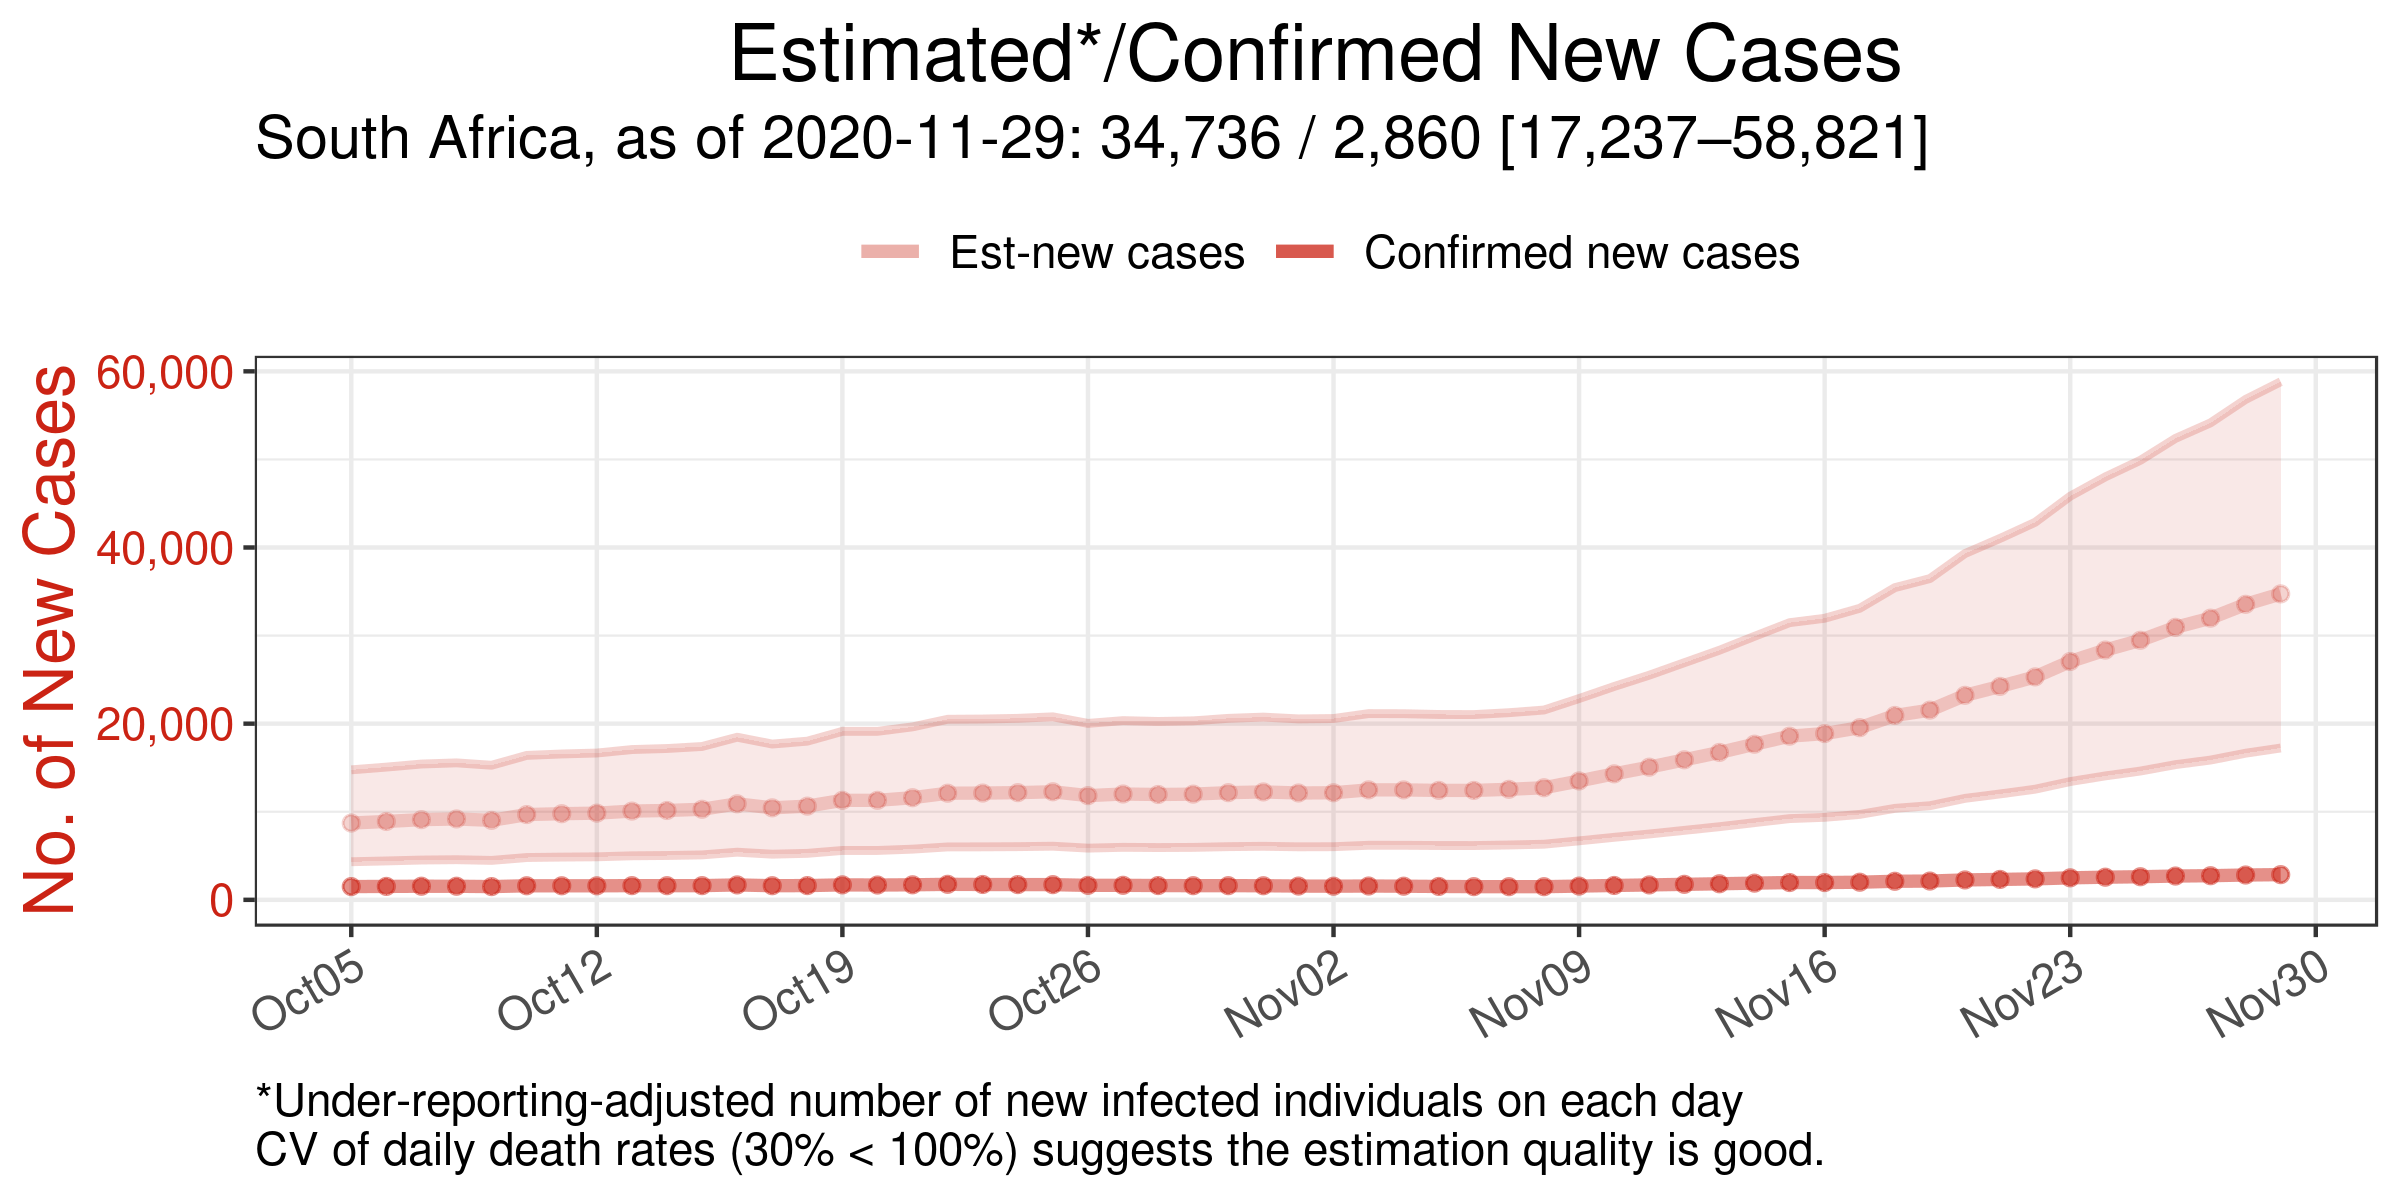 Estimated*/Confirmed New Cases
South Africa, as of 2020-11-29: 34,736 / 2,860 [17,237–58,821]
Est-new cases Confirmed new cases
No. of New Cases
60,000
40,000
20,000
0
Oct05 Oct12 Oct19 Oct26 Nov02 Nov09 Nov16 Nov23 Nov30
*Under-reporting-adjusted number of new infected individuals on each day
CV of daily death rates (30% < 100%) suggests the estimation quality is good.